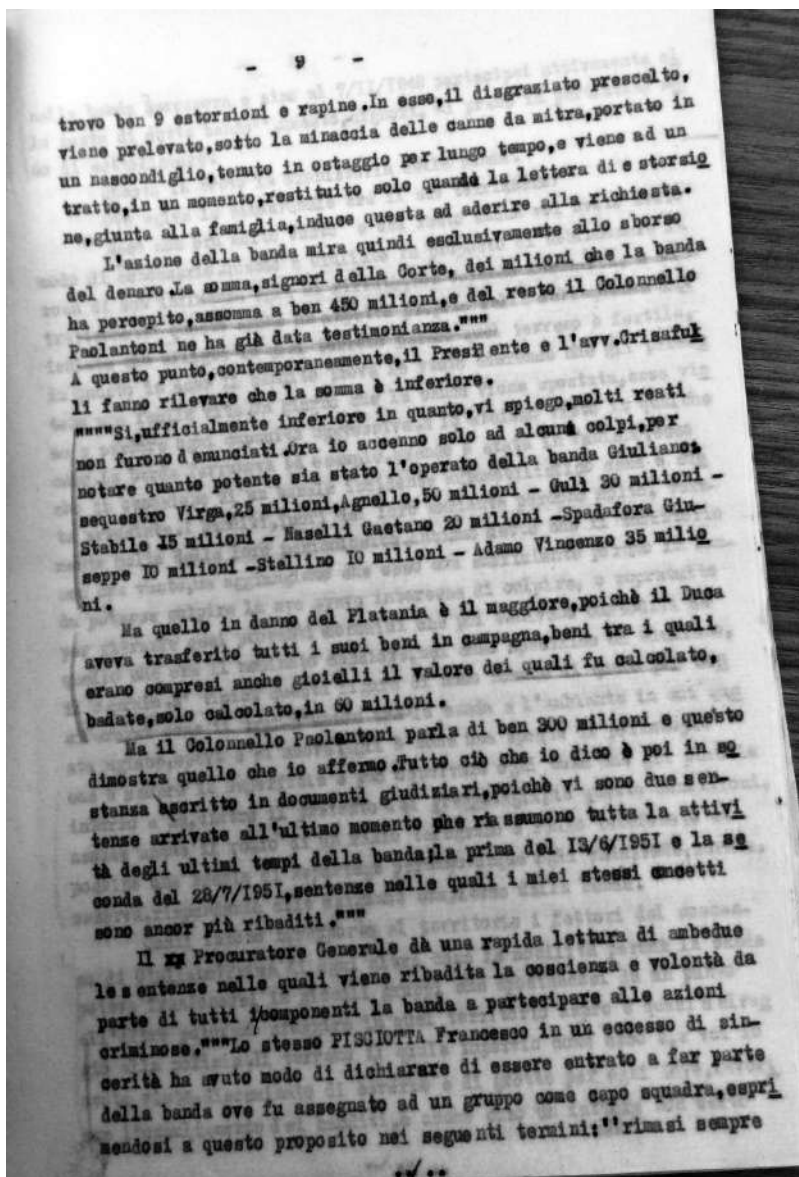 - 9 -
trovo ben 9 estorsioni e rapine.In esse,il disgraziato prescelto,
viene prelevato,sotto la minaccia delle canne da mitra,portato in
un nascondiglio,tenuto in ostaggio per lungo tempo,e viene ad un
tratto,in un momento,restituito solo quando la lettera di e storsio
ne,giunta alla famiglia,induce questa ad aderire alla richiesta.
L'azione della banda mira quindi esclusivamente allo sborso
del denaro.La somma,signori della Corte, dei milioni che la banda
ha percepito,assomma a ben 450 milioni,e del resto il Colonnello
Paolantoni ne ha già data testimonianza."""
A questo punto,contemporaneamente,il Presidente e l'avv.Crisaful
li fanno rilevare che la somma è inferiore.
""""Si,ufficialmente inferiore in quanto,vi spiego,molti reati
non furono d enunciati.Ora io accenno solo ad alcuni colpi,per
notare quanto potente sia stato l'operato della banda Giuliano:
sequestro Virga,25 milioni,Agnello,50 milioni - Guli 30 milioni -
Stabile 15 milioni - Naselli Gaetano 20 milioni -Spadafora Giu-
seppe IO milioni -Stellino IO milioni - Adamo Vincenzo 35 milio
ni.
Ma quello in danno del Platania è il maggiore,poichè il Duca
aveva trasferito tutti i suoi beni in campagna,beni tra i quali
erano compresi anche gioielli il valore dei quali fu calcolato,
badate,solo calcolato,in 60 milioni.
Ma il Colonnello Paolantoni parla di ben 300 milioni e questo
dimostra quello che io affermo.Tutto ciò che io dico è poi in so
stanza ascritto in documenti giudiziari,poichè vi sono due sen-
tenze arrivate all'ultimo momento che riassumono tutta la attivi
tà degli ultimi tempi della banda;la prima del I3/6/I95I e la se
conda del 28/7/I95I,sentenze nelle quali i miei stessi concetti
sono ancor più ribaditi."""
Il xx Procuratore Generale dà una rapida lettura di ambedue
le s entenze nelle quali viene ribadita la coscienza e volontà da
parte di tutti i componenti la banda a partecipare alle azioni
criminose."""Lo stesso PISCIOTTA Francesco in un eccesso di sin-
cerità ha avuto modo di dichiarare di essere entrato a far parte
della banda ove fu assegnato ad un gruppo come capo squadra,espri
mendosi a questo proposito nei seguenti termini:''rimasi sempre
../..